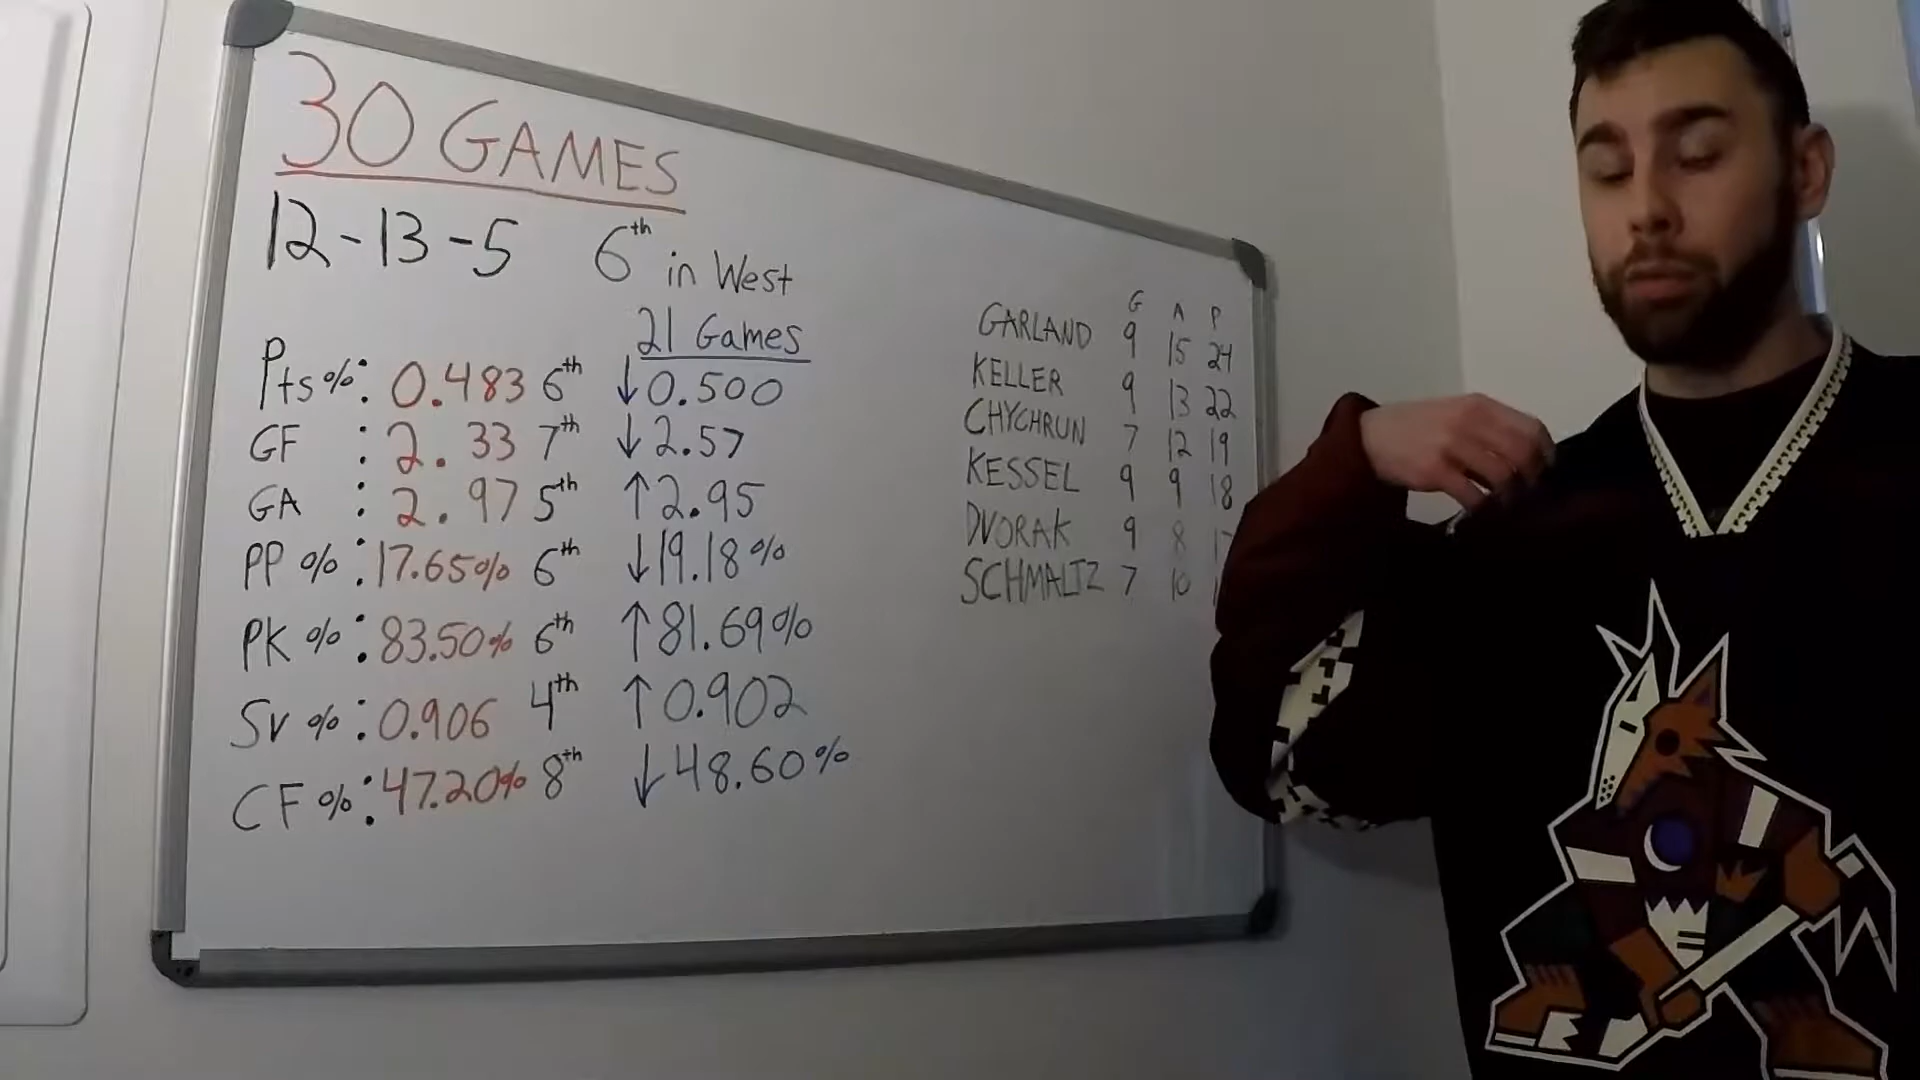 30 GAMES
12-13-5 6th in West
21 Games
Pts%: 0.483 6th ↓0.500
GF : 2.33 7th ↓2.57
GA : 2.97 5th ↑2.95
PP %: 17.65% 6th ↓19.18%
PK %: 83.50% 6th ↑81.69%
Sv %: 0.906 4th ↑0.902
CF %: 47.20% 8th ↓48.60%
G A P
GARLAND 9 15 24
KELLER 9 13 22
CHYCHRUN 7 12 19
KESSEL 9 9 18
DVORAK 9 8
SCHMALTZ 7 10